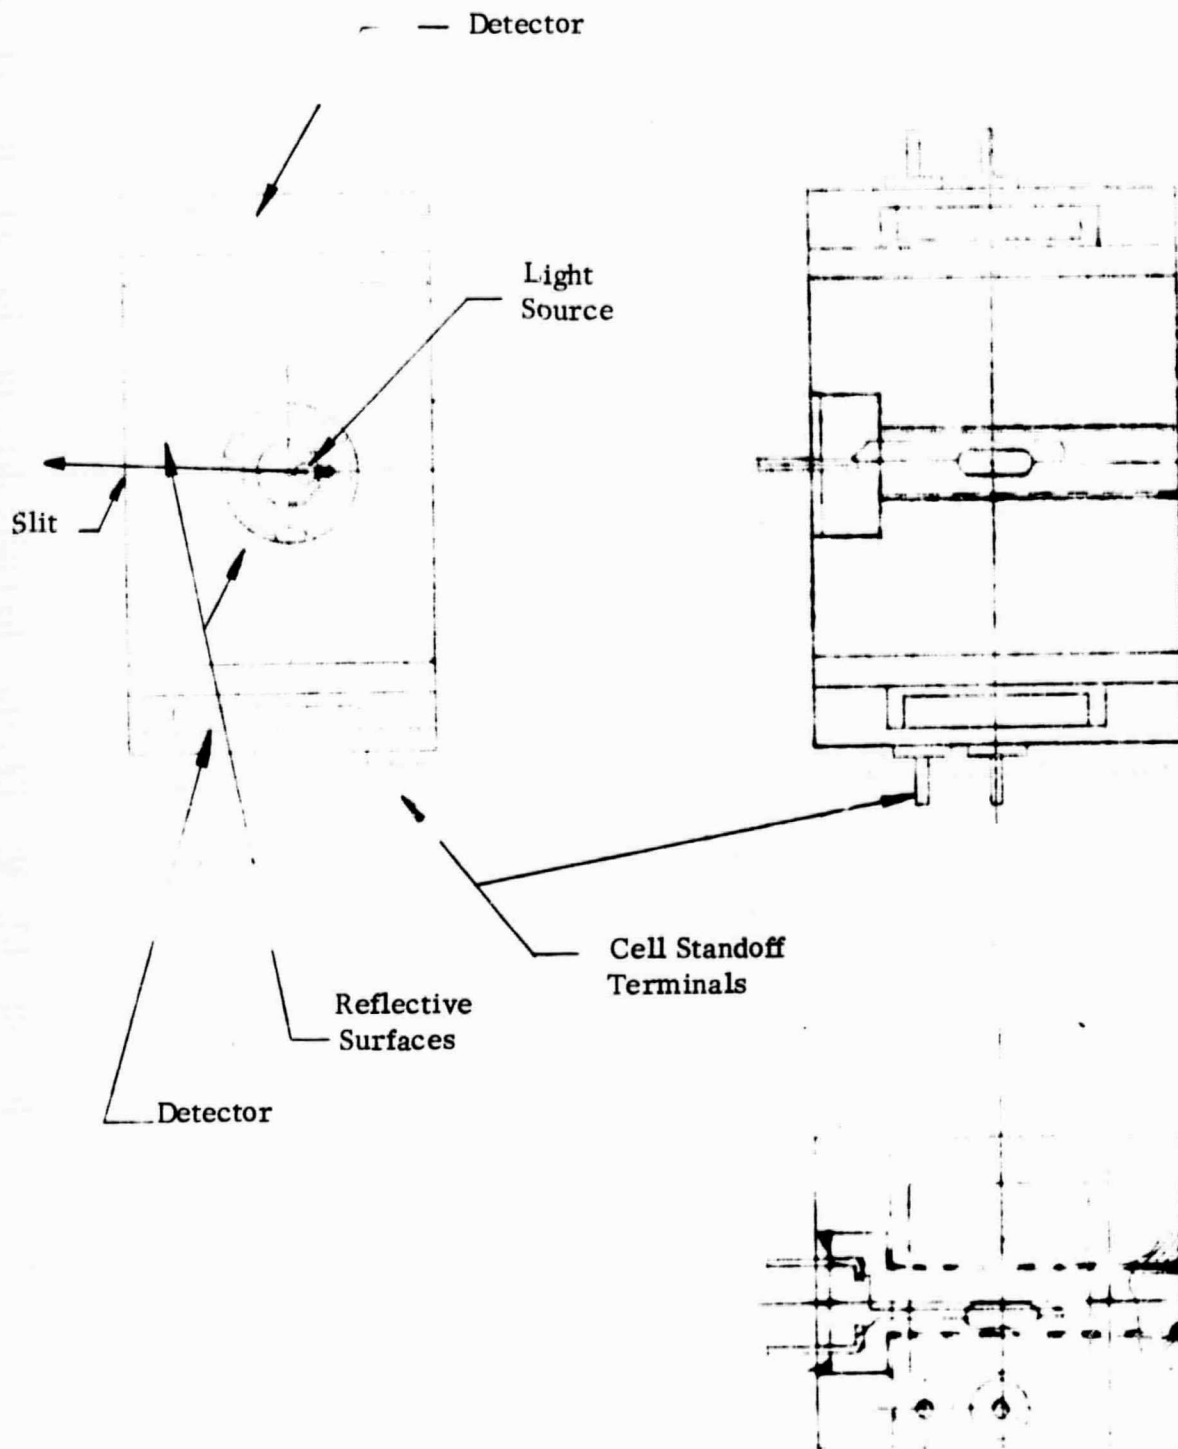 Detector
Light
Source
Slit
Cell Standoff
Terminals
Reflective
Surfaces
Detector